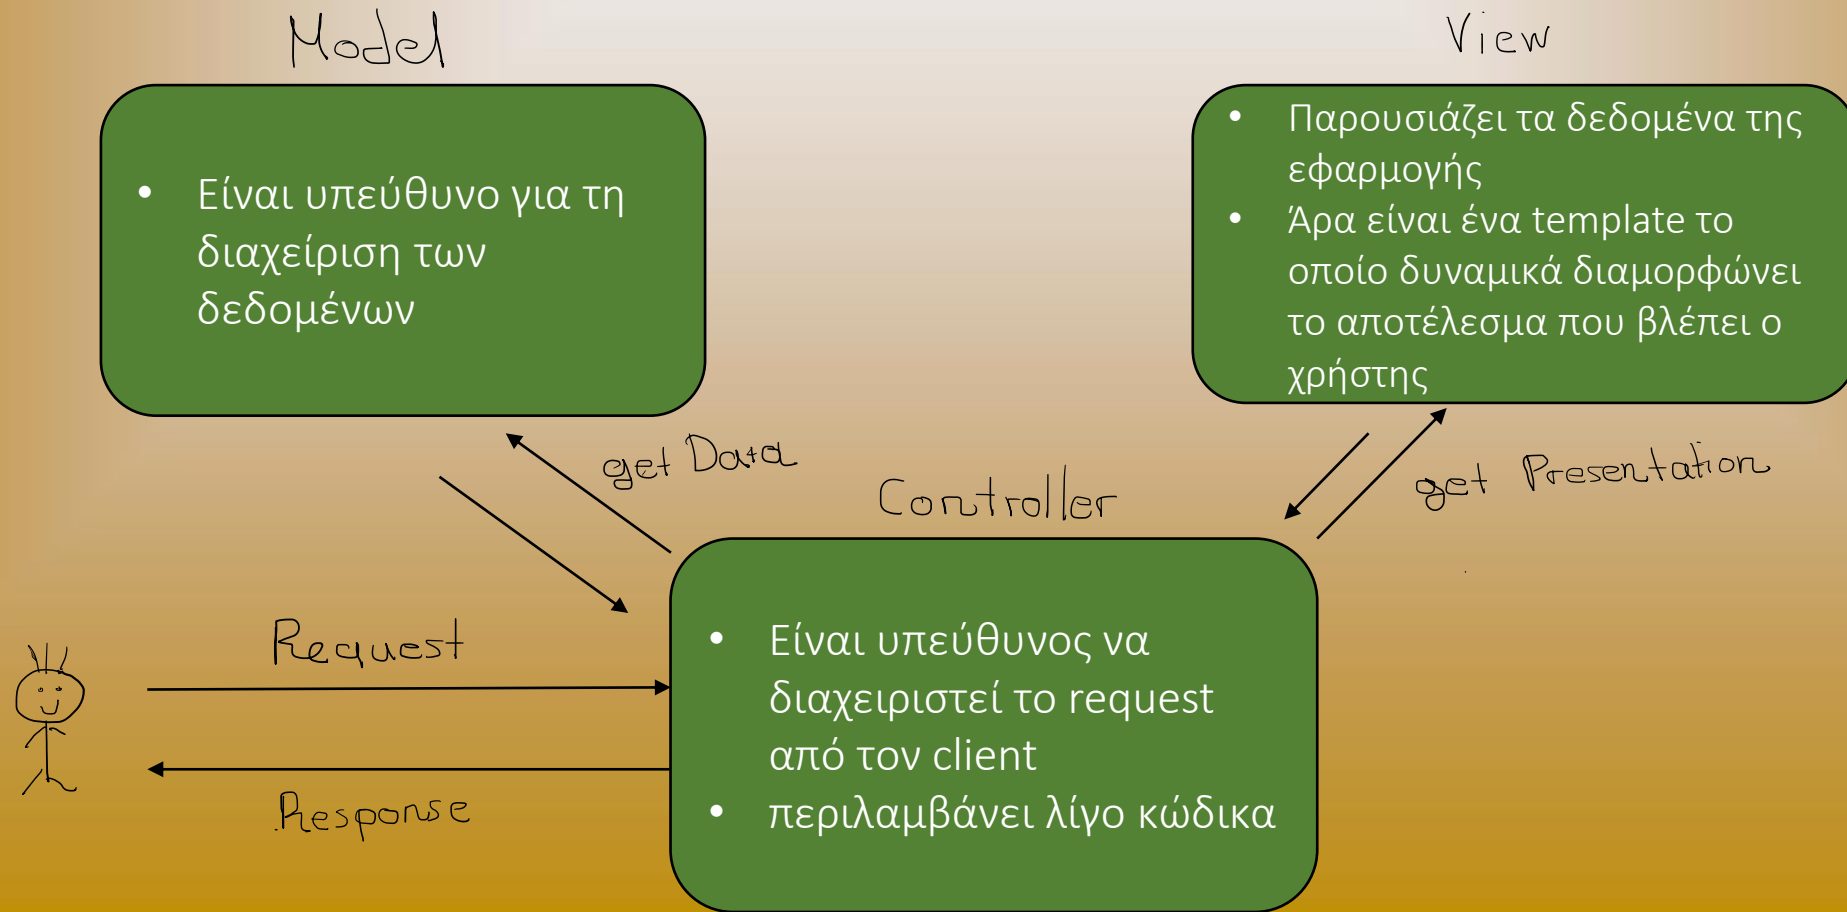 Model
• Είναι υπεύθυνο για τη
διαχείριση των
δεδομένων
View
• Παρουσιάζει τα δεδομένα της
εφαρμογής
• Άρα είναι ένα template το
οποίο δυναμικά διαμορφώνει
το αποτέλεσμα που βλέπει ο
χρήστης
get Data
get Presentation
Controller
• Είναι υπεύθυνος να
διαχειριστεί το request
από τον client
• περιλαμβάνει λίγο κώδικα
Request
Response